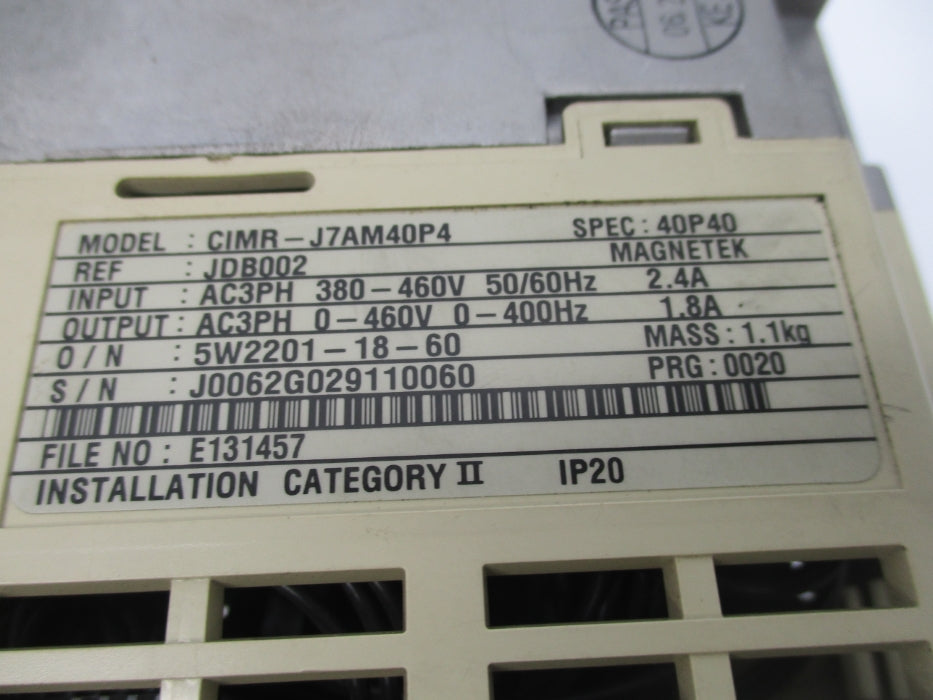 MODEL : CIMR-J7AM40P4 SPEC : 40P40
REF : JDB002 MAGNETEK
INPUT : AC3PH 380-460V 50/60Hz 2.4A
OUTPUT : AC3PH 0-460V 0-400Hz 1.8A
O/N : 5W2201-18-60 MASS : 1.1kg
S/N : J0062G029110060 PRG : 0020
FILE NO : E131457
INSTALLATION CATEGORY II IP20